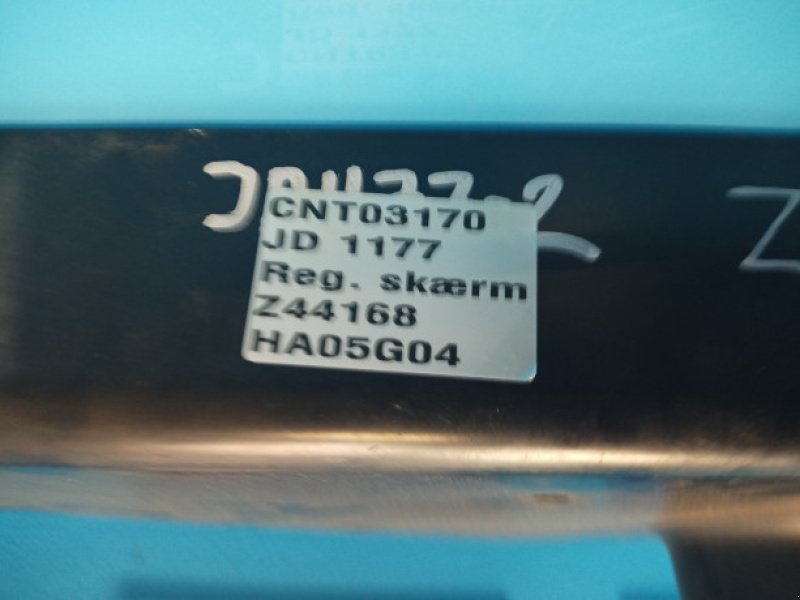 CNT03170
JD 1177
Reg. skærm
Z44168
HA05G04
Z